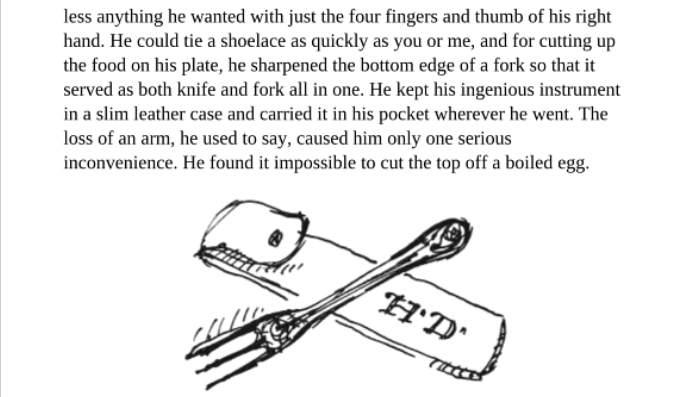 less anything he wanted with just the four fingers and thumb of his right
hand. He could tie a shoelace as quickly as you or me, and for cutting up
the food on his plate, he sharpened the bottom edge of a fork so that it
served as both knife and fork all in one. He kept his ingenious instrument
in a slim leather case and carried it in his pocket wherever he went. The
loss of an arm, he used to say, caused him only one serious
inconvenience. He found it impossible to cut the top off a boiled egg.
H·D·